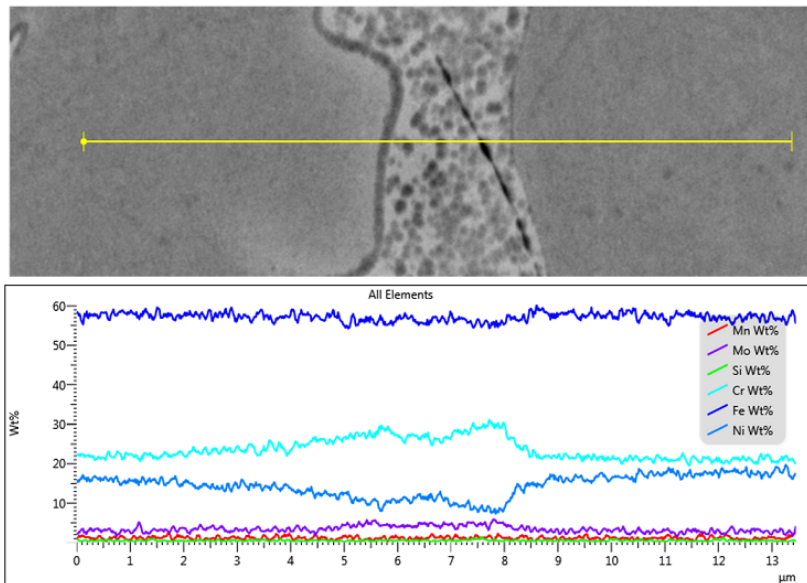 All Elements
60
50
40
30
20
10
Wt%
Mn Wt%
Mo Wt%
Si Wt%
Cr Wt%
Fe Wt%
Ni Wt%
0 1 2 3 4 5 6 7 8 9 10 11 12 13
µm